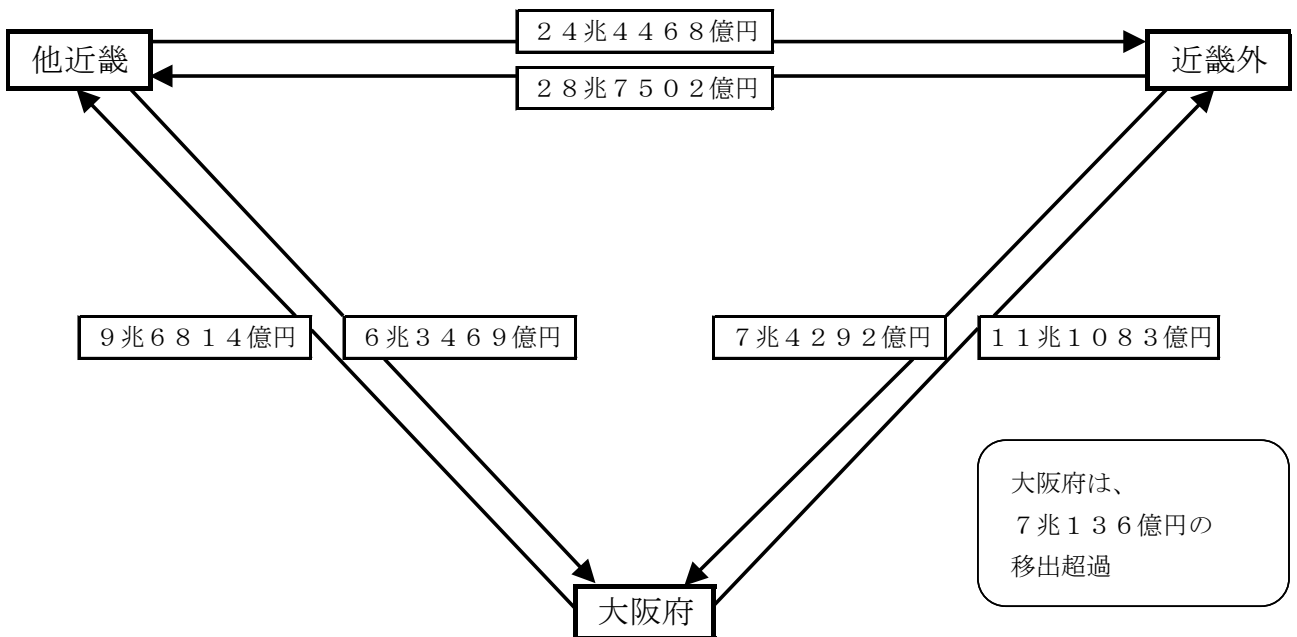 ２４兆４４６８億円
他近畿
近畿外
２８兆７５０２億円
９兆６８１４億円
６兆３４６９億円
７兆４２９２億円
１１兆１０８３億円
大阪府は、
７兆１３６億円の
移出超過
大阪府